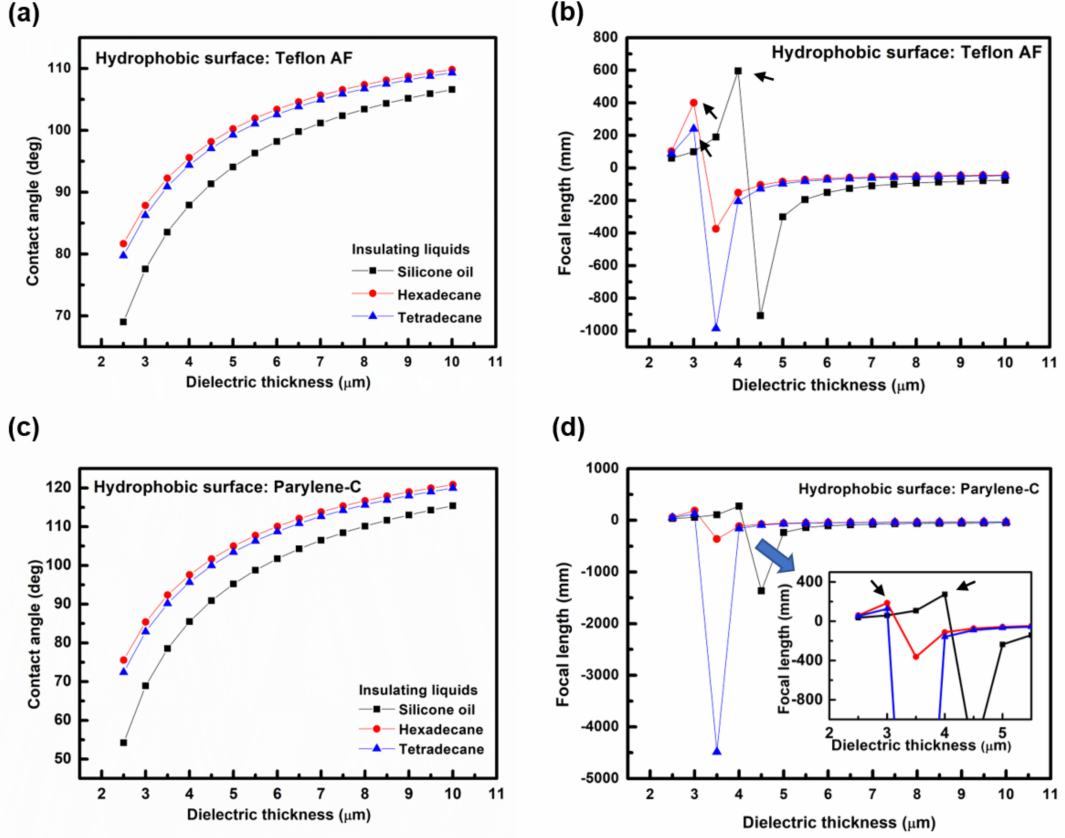 (a)
Hydrophobic surface: Teflon AF
110
100
90
80
70
Contact angle (deg)
Insulating liquids
Silicone oil
Hexadecane
Tetradecane
2 3 4 5 6 7 8 9 10 11
Dielectric thickness (μm)
(b)
Hydrophobic surface: Teflon AF
800
600
400
200
0
-200
-400
-600
-800
-1000
Focal length (mm)
2 3 4 5 6 7 8 9 10 11
Dielectric thickness (μm)
(c)
Hydrophobic surface: Parylene-C
120
110
100
90
80
70
60
50
Contact angle (deg)
Insulating liquids
Silicone oil
Hexadecane
Tetradecane
2 3 4 5 6 7 8 9 10 11
Dielectric thickness (μm)
(d)
Hydrophobic surface: Parylene-C
1000
0
-1000
-2000
-3000
-4000
-5000
Focal length (mm)
400
0
-400
-800
Focal length (mm)
2 3 4 5
Dielectric thickness (μm)
2 3 4 5 6 7 8 9 10 11
Dielectric thickness (μm)